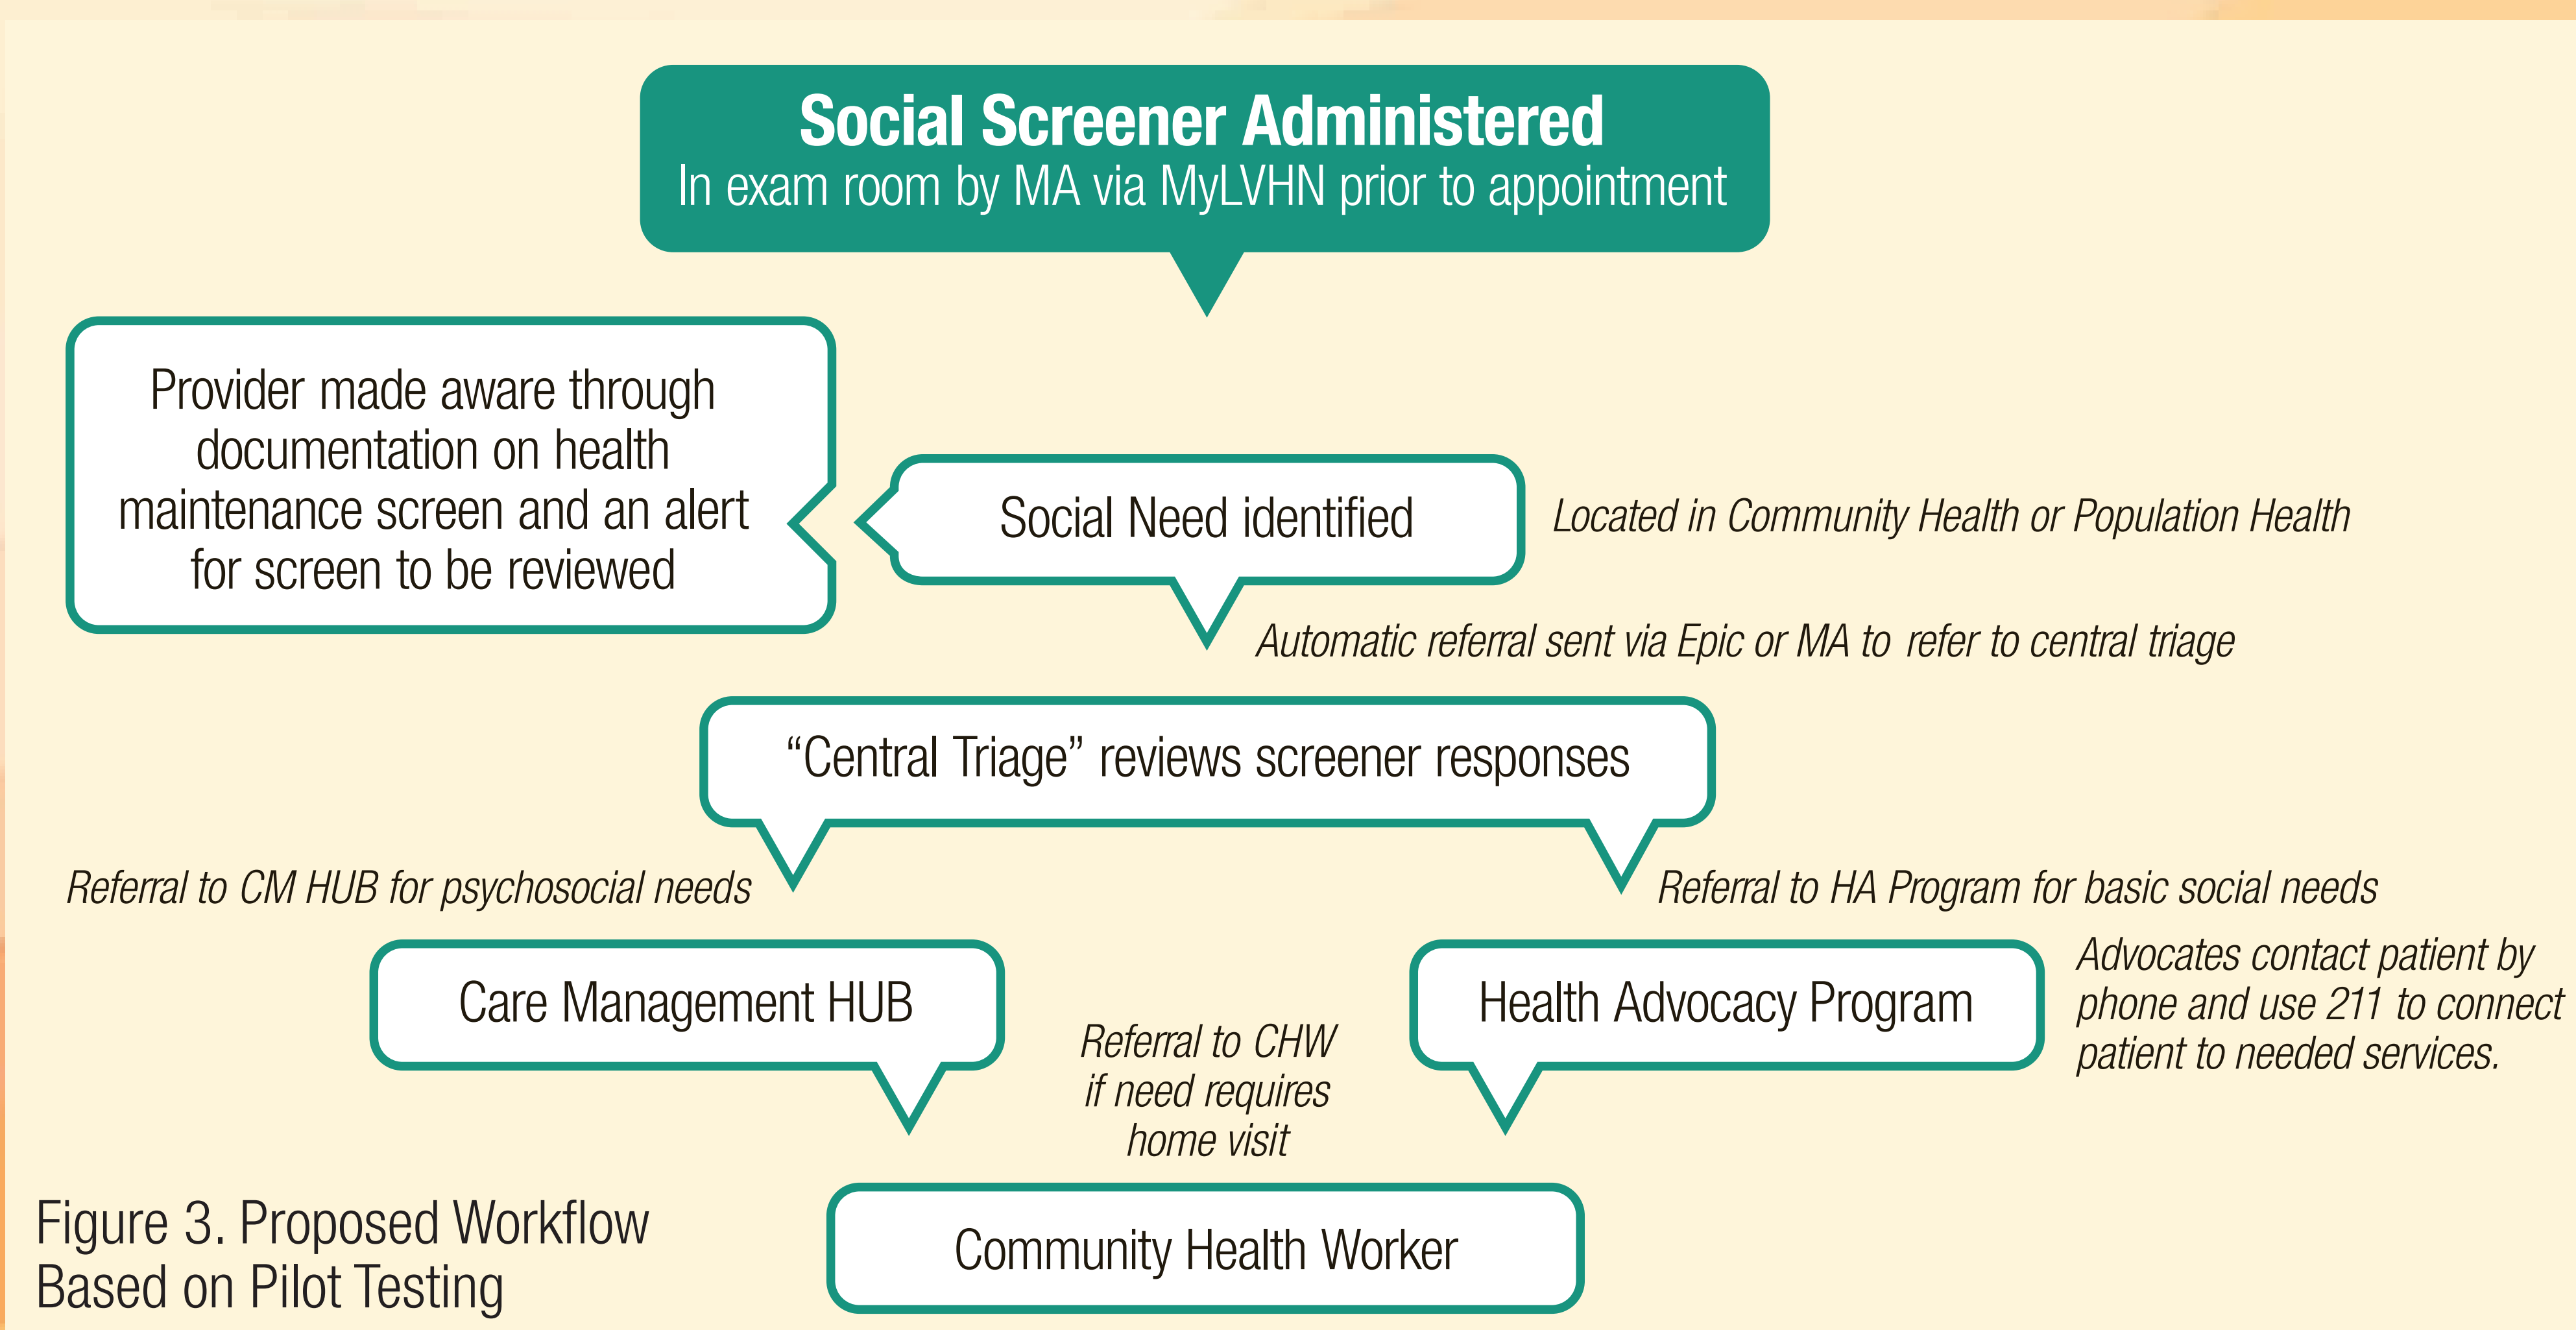 Social Screener Administered
In exam room by MA via MyLVHN prior to appointment
Provider made aware through
documentation on health
maintenance screen and an alert
for screen to be reviewed
Social Need identified
Located in Community Health or Population Health
Automatic referral sent via Epic or MA to refer to central triage
“Central Triage” reviews screener responses
Referral to CM HUB for psychosocial needs
Referral to HA Program for basic social needs
Care Management HUB
Referral to CHW
if need requires
home visit
Health Advocacy Program
Advocates contact patient by
phone and use 211 to connect
patient to needed services.
Community Health Worker
Figure 3. Proposed Workflow
Based on Pilot Testing